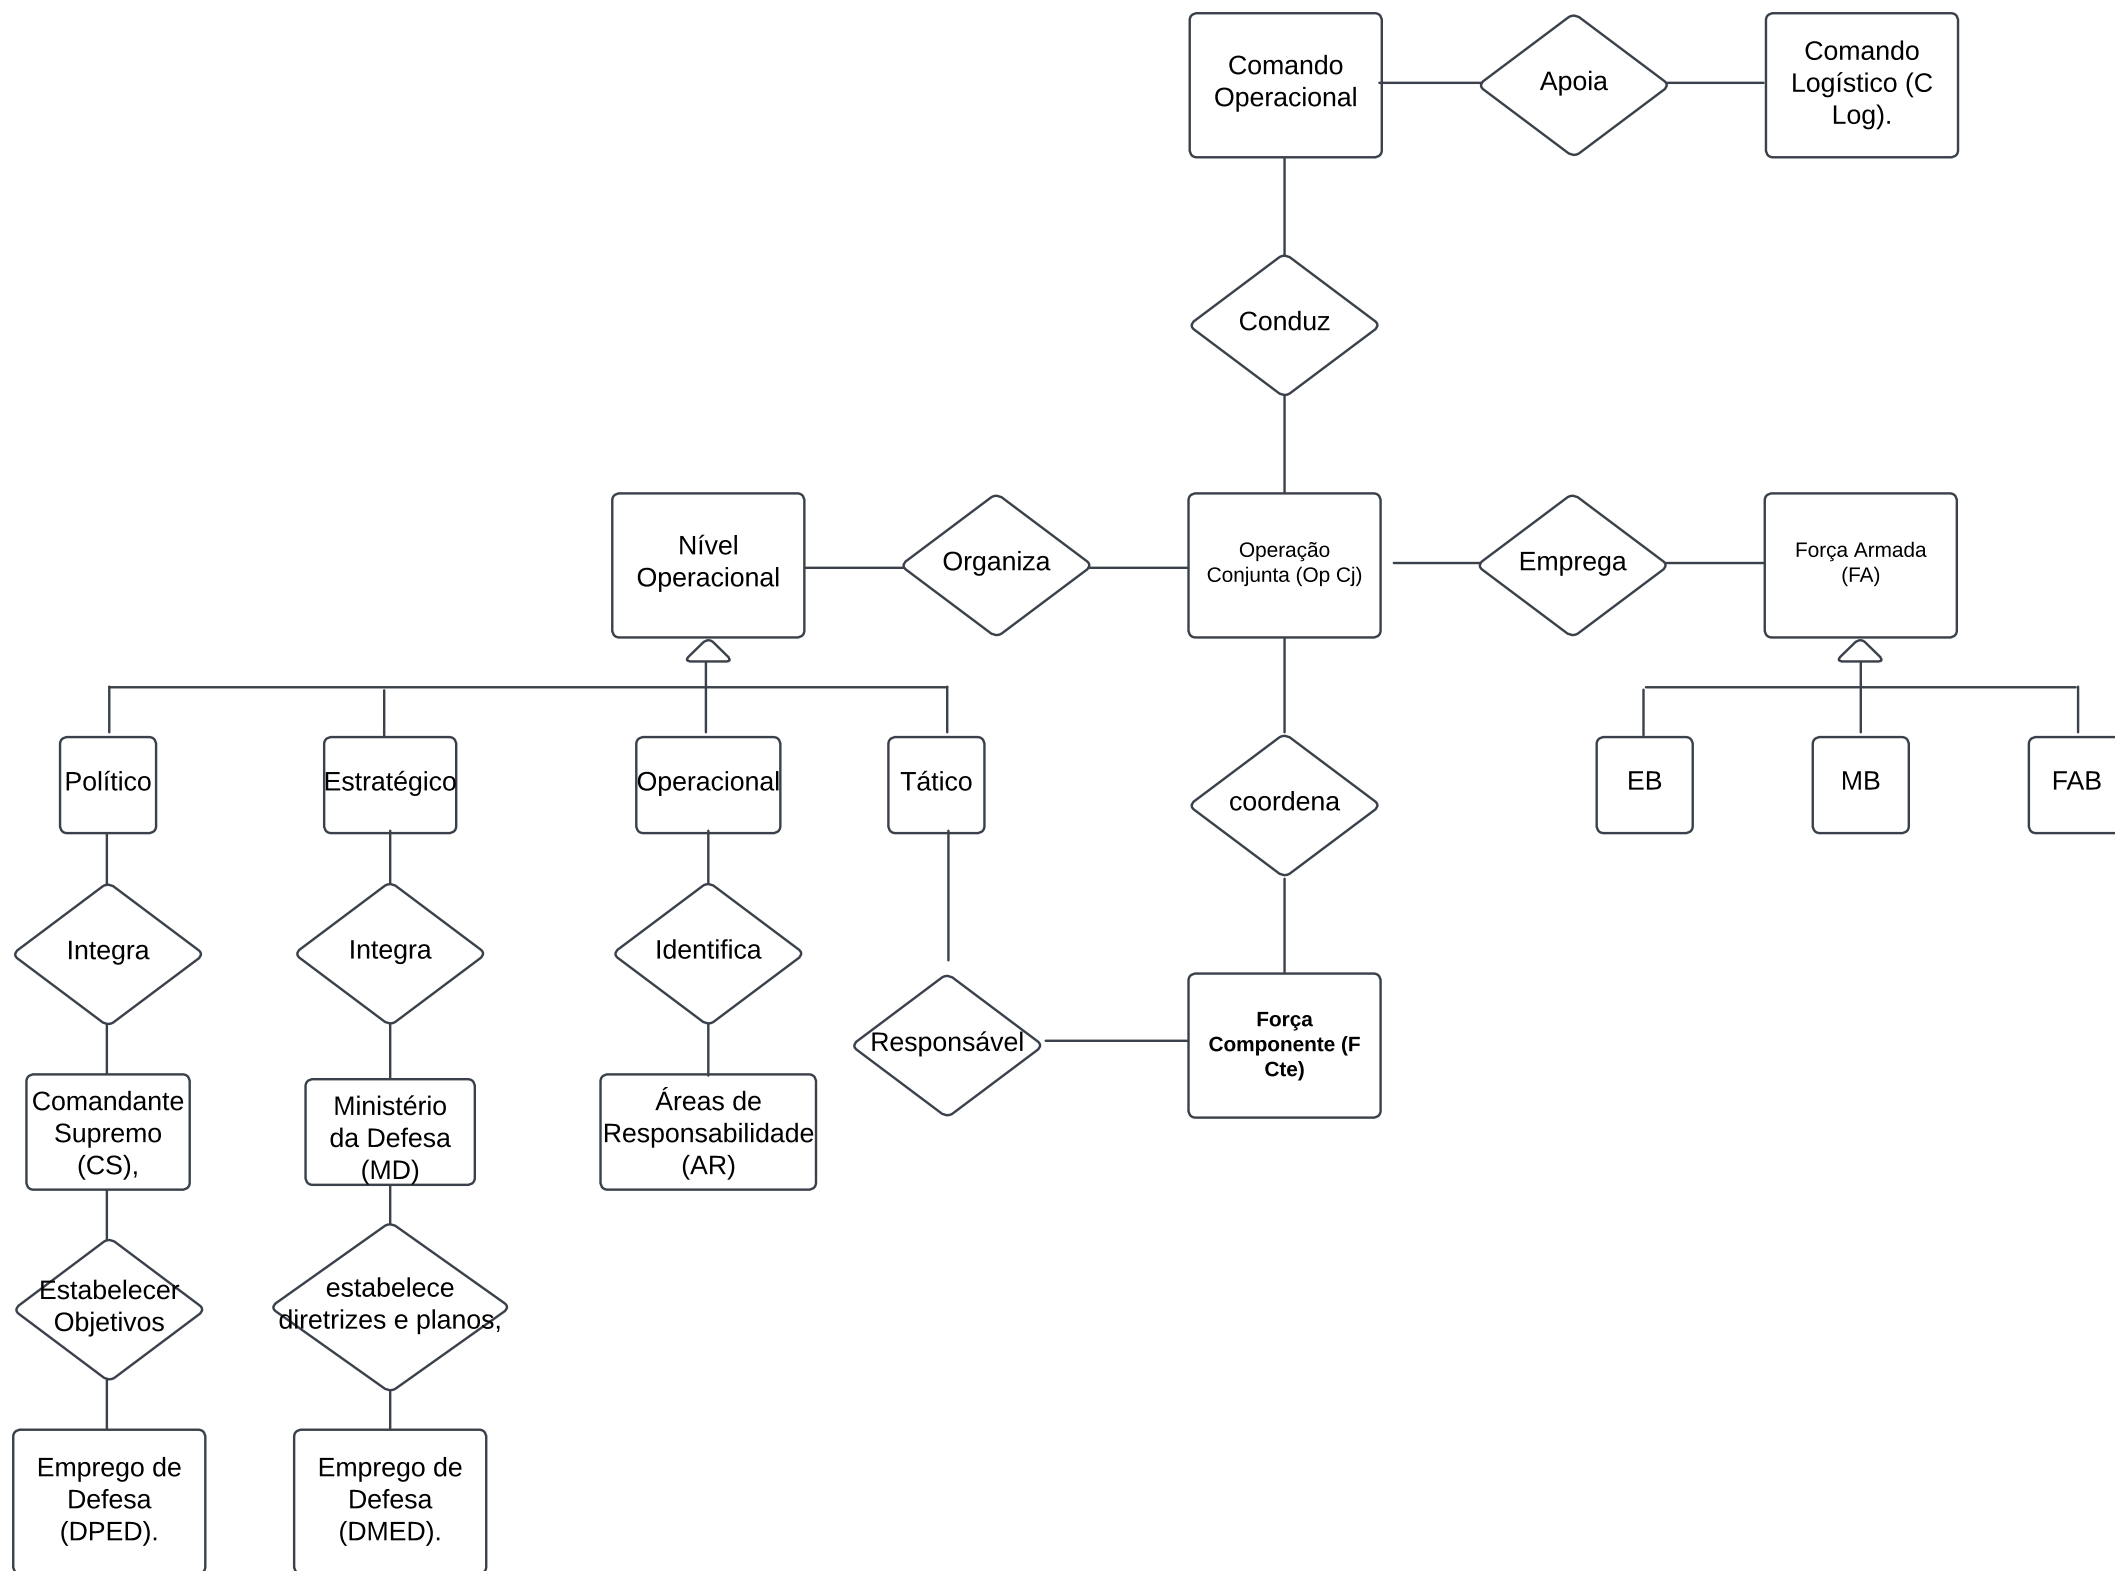 Comando
Operacional
Apoia
Comando
Logístico (C
Log).
Conduz
Nível
Operacional
Organiza
Operação
Conjunta (Op Cj)
Emprega
Força Armada
(FA)
Político
Estratégico
Operacional
Tático
coordena
EB
MB
FAB
Integra
Integra
Identifica
Responsável
Força
Componente (F
Cte)
Comandante
Supremo
(CS),
Ministério
da Defesa
(MD)
Áreas de
Responsabilidade
(AR)
Estabelecer
Objetivos
estabelece
diretrizes e planos,
Emprego de
Defesa
(DPED).
Emprego de
Defesa
(DMED).